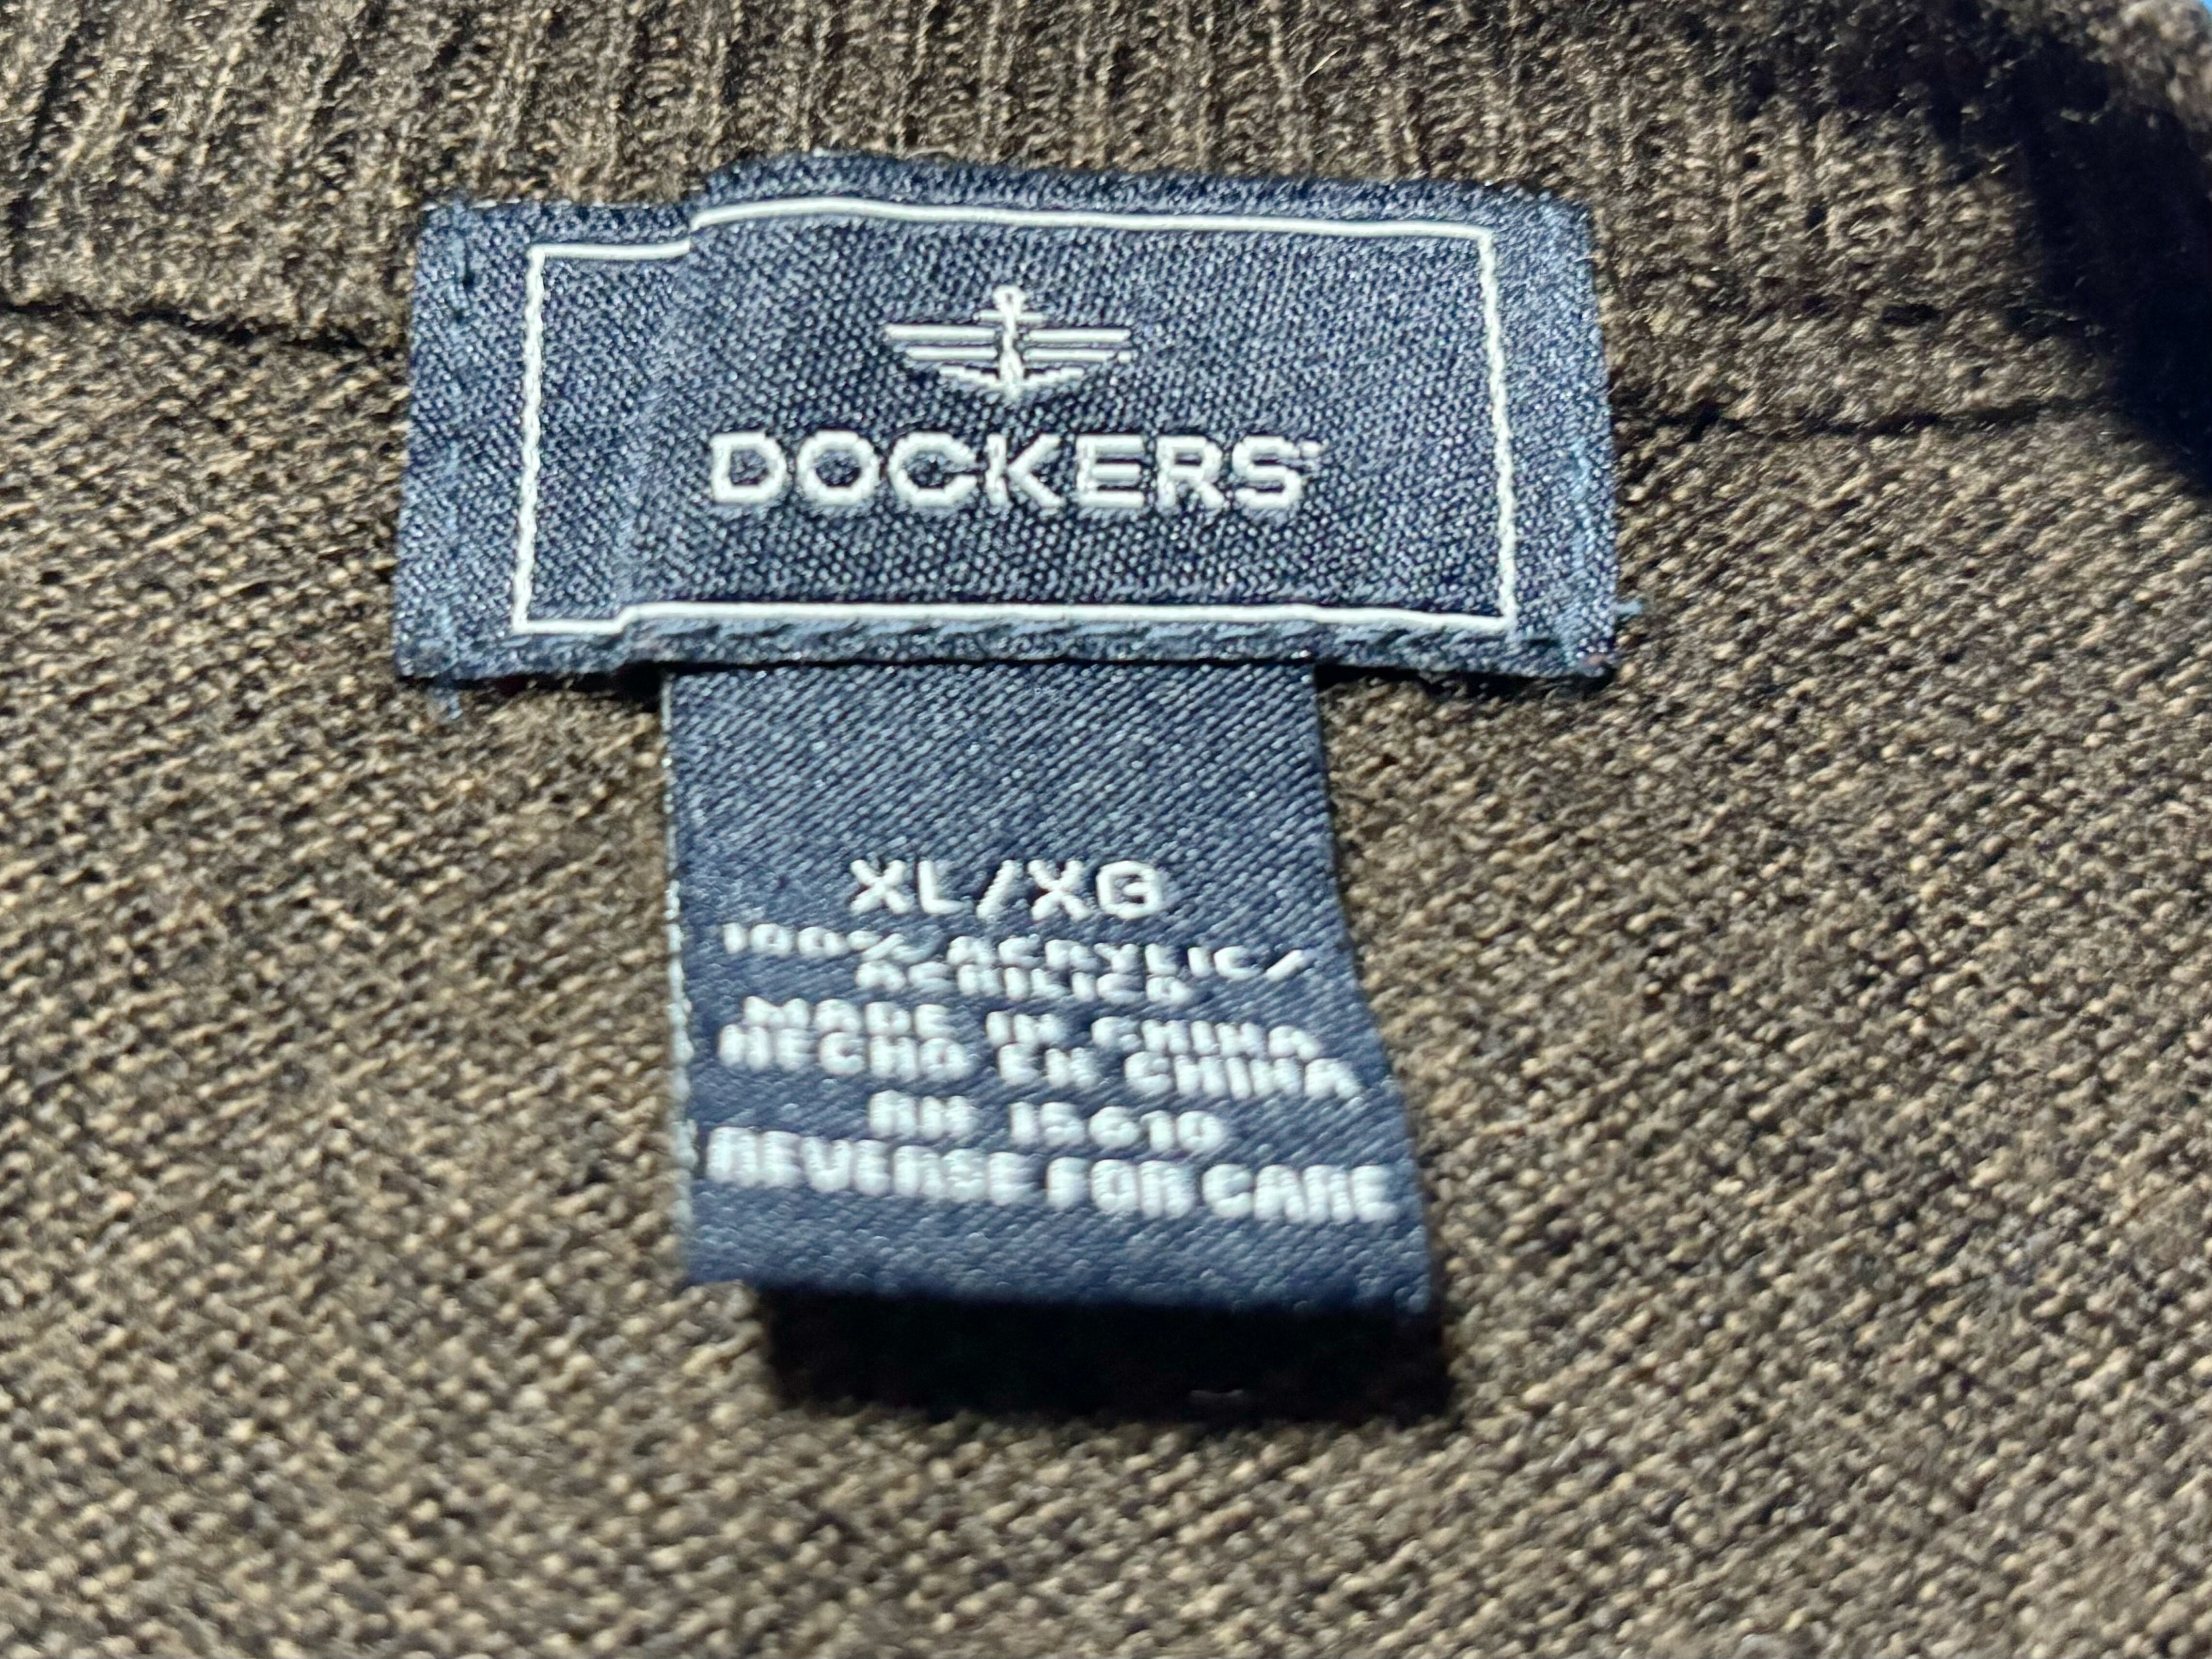 DOCKERS
XL/XG
100% ACRYLIC/
ACRILICO
MADE IN CHINA
HECHO EN CHINA
RN 15610
REVERSE FOR CARE